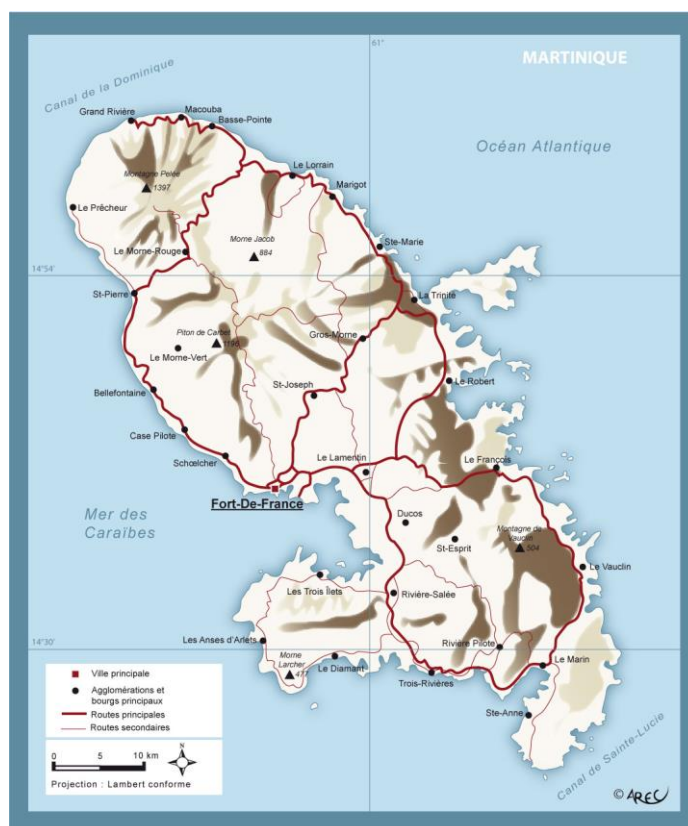 61°
MARTINIQUE
Canal de la Dominique
Océan Atlantique
Grand Rivière
Macouba
Basse-Pointe
Le Lorrain
Montagne Pelée
1397
Marigot
Le Prêcheur
Morne Jacob
884
Ste-Marie
Le Morne-Rouge
14°54
St-Pierre
La Trinité
Piton de Carbet
1196
Gros-Morne
Le Morne-Vert
St-Joseph
Le Robert
Bellefontaine
Case Pilote
Schœlcher
Le Lamentin
Le François
Fort-De-France
Mer des
Caraïbes
Ducos
St-Esprit
Montagne du
Vauclin
504
Le Vauclin
Les Trois Îlets
Rivière-Salée
Les Anses d'Arlets
Rivière Pilote
14°30
Morne
Larcher
477
Le Diamant
Le Marin
Trois-Rivières
Ste-Anne
Canal de Sainte-Lucie
Ville principale
Agglomérations et
bourgs principaux
Routes principales
Routes secondaires
0 5 10 km
N
Projection : Lambert conforme
© AREC